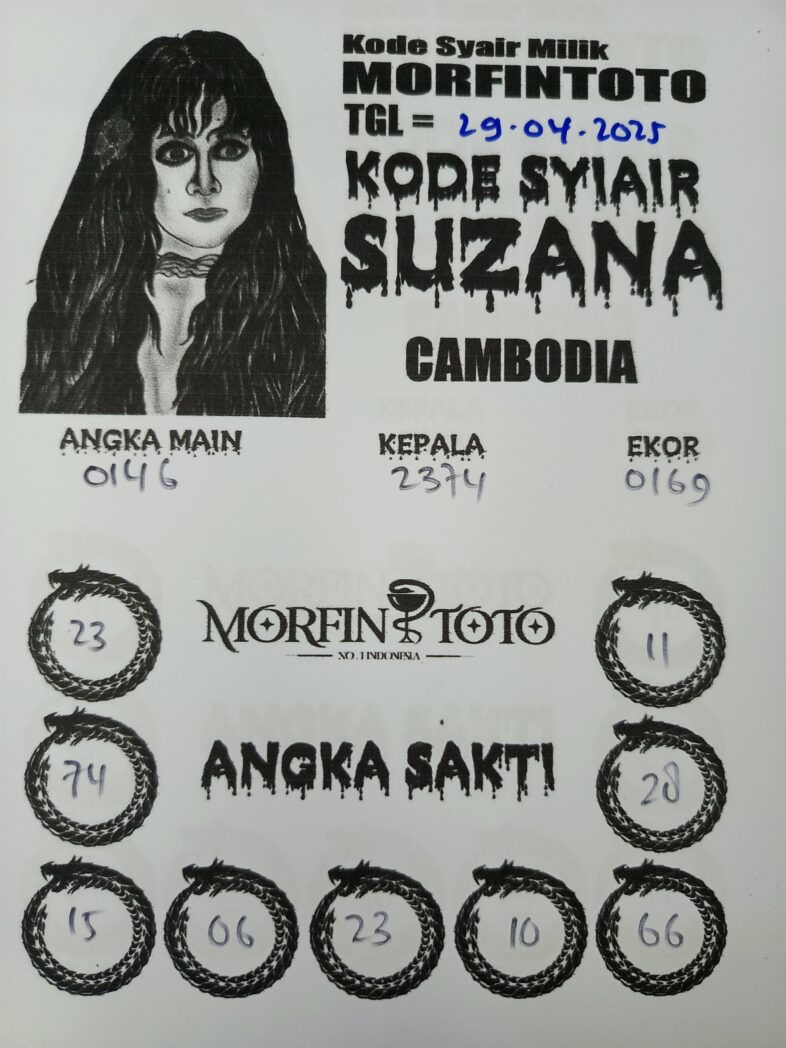 Kode Syair Milik
MORFINTOTO
TGL = 29.04.2025
KODE SYIAIR
SUZANA
CAMBODIA
ANGKA MAIN KEPALA EKOR
0146 2374 0169
23 MORFIN TOTO 11
NO. 1 INDONESIA
74 ANGKA SAKTI 28
15 06 23 10 66